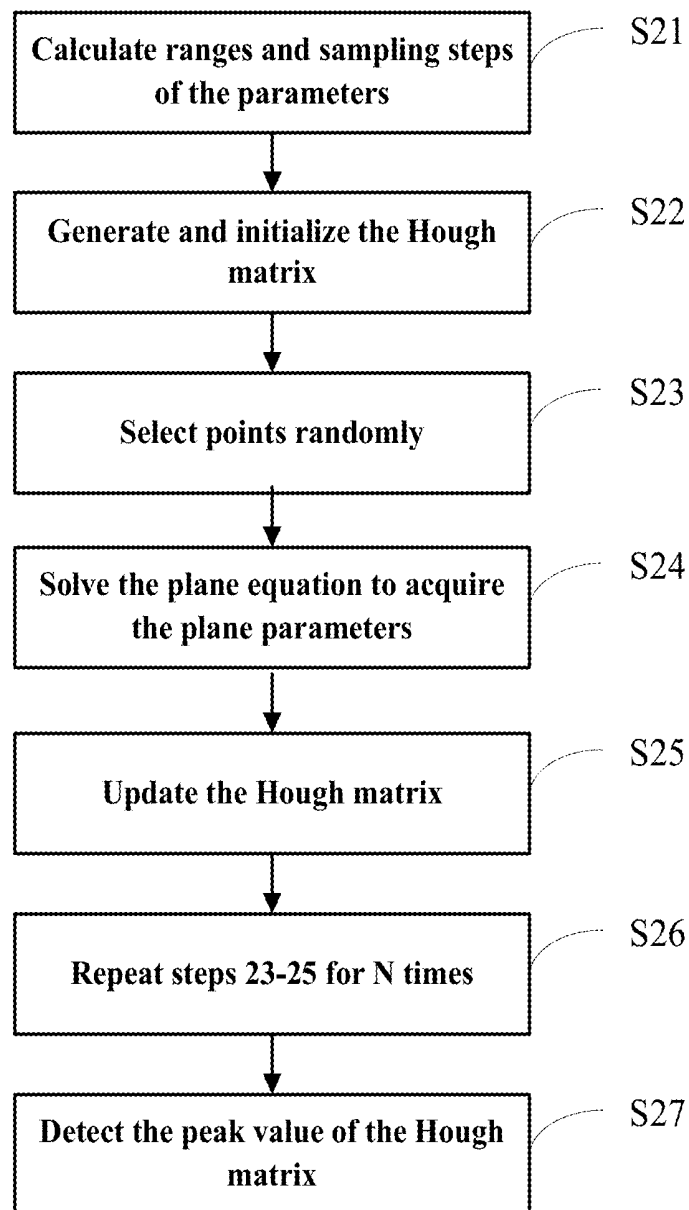 Calculate ranges and sampling steps
of the parameters
S21
Generate and initialize the Hough
matrix
S22
Select points randomly
S23
Solve the plane equation to acquire
the plane parameters
S24
Update the Hough matrix
S25
Repeat steps 23-25 for N times
S26
Detect the peak value of the Hough
matrix
S27